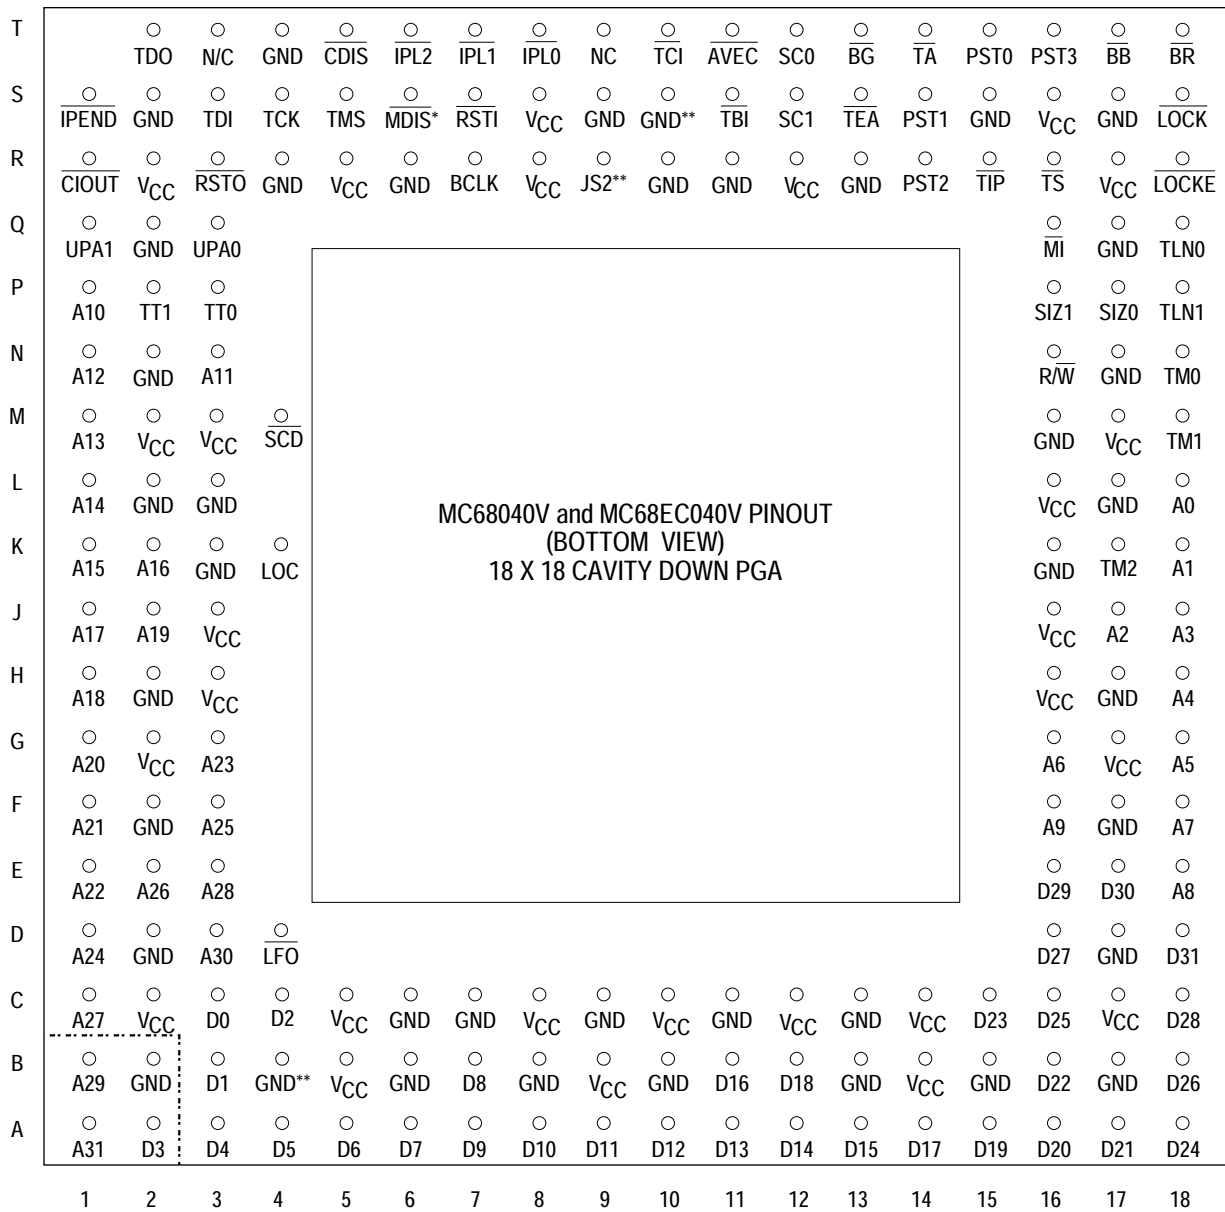 T
TDO N/C GND CDIS IPL2 IPL1 IPL0 NC TCI AVEC SC0 BG TA PST0 PST3 BB BR
S
IPEND GND TDI TCK TMS MDIS* RSTI VCC GND GND** TBI SC1 TEA PST1 GND VCC GND LOCK
R
CIOUT VCC RSTO GND VCC GND BCLK VCC JS2** GND GND VCC GND PST2 TIP TS VCC LOCKE
Q
UPA1 GND UPA0 MI GND TLN0
P
A10 TT1 TT0 SIZ1 SIZ0 TLN1
N
A12 GND A11 R/W GND TM0
M
A13 VCC VCC SCD GND VCC TM1
L
A14 GND GND VCC GND A0
MC68040V and MC68EC040V PINOUT
(BOTTOM VIEW)
18 X 18 CAVITY DOWN PGA
K
A15 A16 GND LOC GND TM2 A1
J
A17 A19 VCC VCC A2 A3
H
A18 GND VCC VCC GND A4
G
A20 VCC A23 A6 VCC A5
F
A21 GND A25 A9 GND A7
E
A22 A26 A28 D29 D30 A8
D
A24 GND A30 LFO D27 GND D31
C
A27 VCC D0 D2 VCC GND GND VCC GND VCC GND VCC GND VCC D23 D25 VCC D28
B
A29 GND D1 GND** VCC GND D8 GND VCC GND D16 D18 GND VCC GND D22 GND D26
A
A31 D3 D4 D5 D6 D7 D9 D10 D11 D12 D13 D14 D15 D17 D19 D20 D21 D24
1 2 3 4 5 6 7 8 9 10 11 12 13 14 15 16 17 18